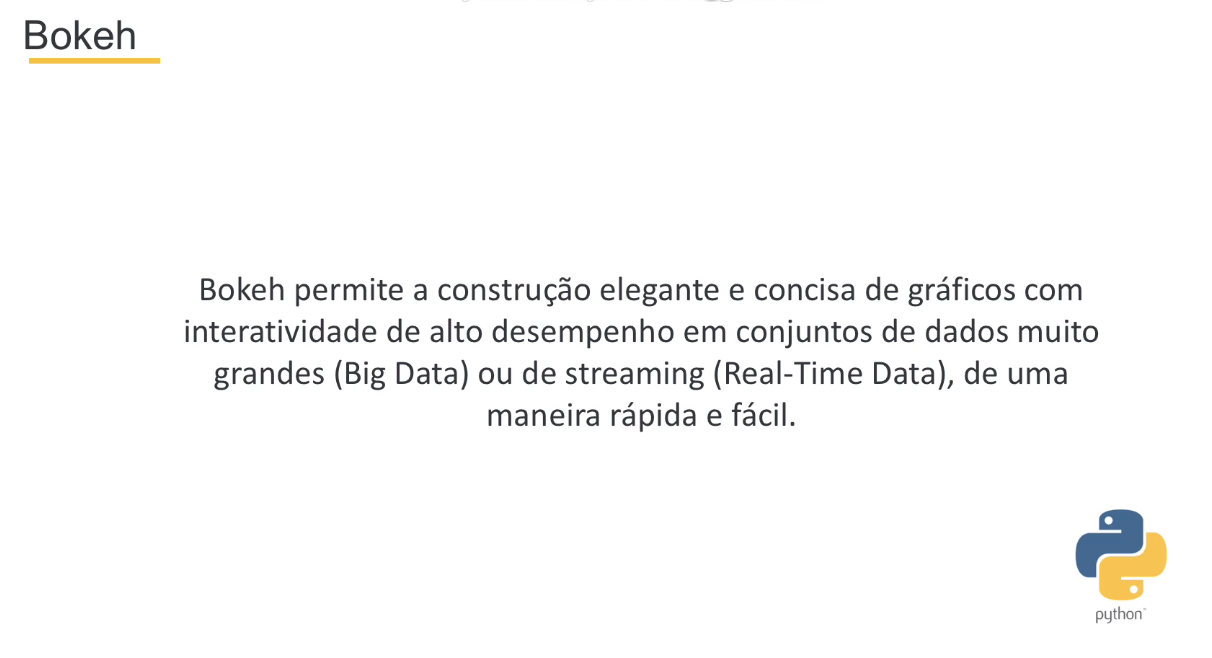 Bokeh
Bokeh permite a construção elegante e concisa de gráficos com
interatividade de alto desempenho em conjuntos de dados muito
grandes (Big Data) ou de streaming (Real-Time Data), de uma
maneira rápida e fácil.
python™